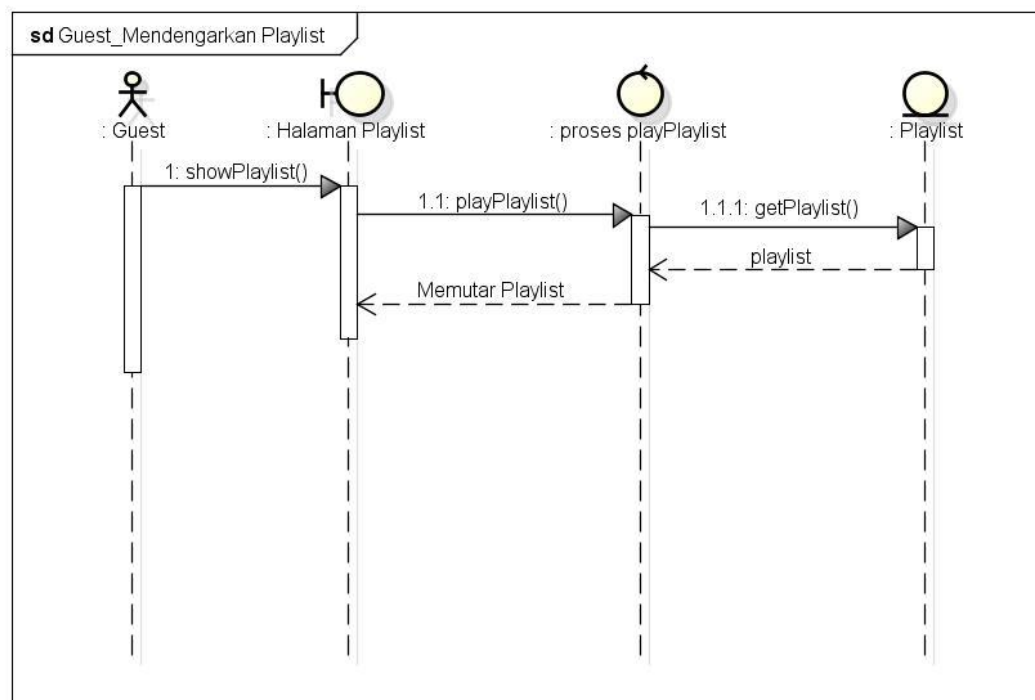 sd Guest_Mendengarkan Playlist
: Guest
: Halaman Playlist
: proses playPlaylist
: Playlist
1: showPlaylist()
1.1: playPlaylist()
1.1.1: getPlaylist()
playlist
Memutar Playlist